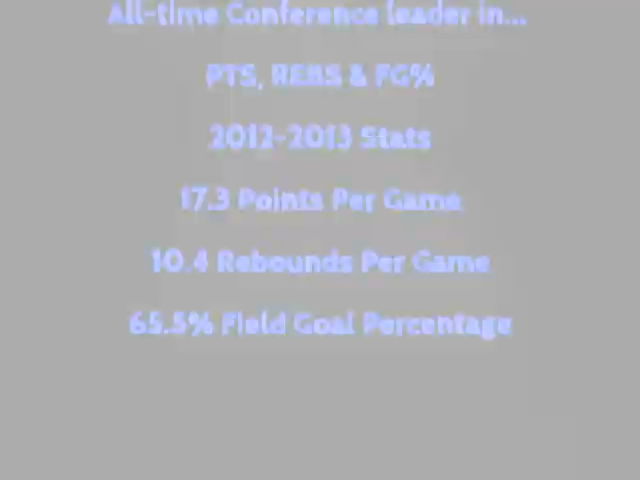 All-time Conference leader in...
PTS, REBS & FG%
2012-2013 Stats
17.3 Points Per Game
10.4 Rebounds Per Game
65.5% Field Goal Percentage